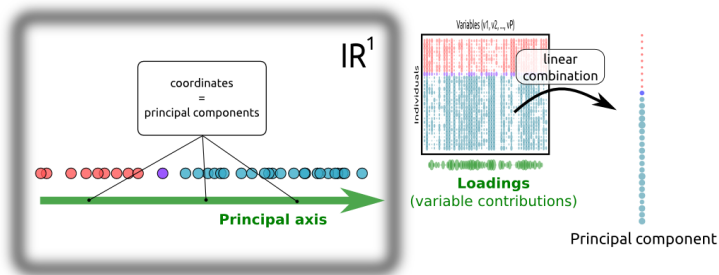 IR1
coordinates
=
principal components
Principal axis
Variables (v1, v2, ..., vP)
Individuals
linear
combination
Loadings
(variable contributions)
Principal component